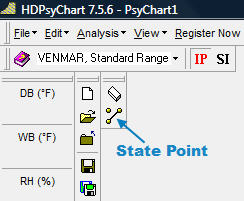 HDPsyChart 7.5.6 - PsyChart1
File Edit Analysis View Register Now
VENMAR, Standard Range IP SI
DB (°F)
WB (°F)
State Point
RH (%)